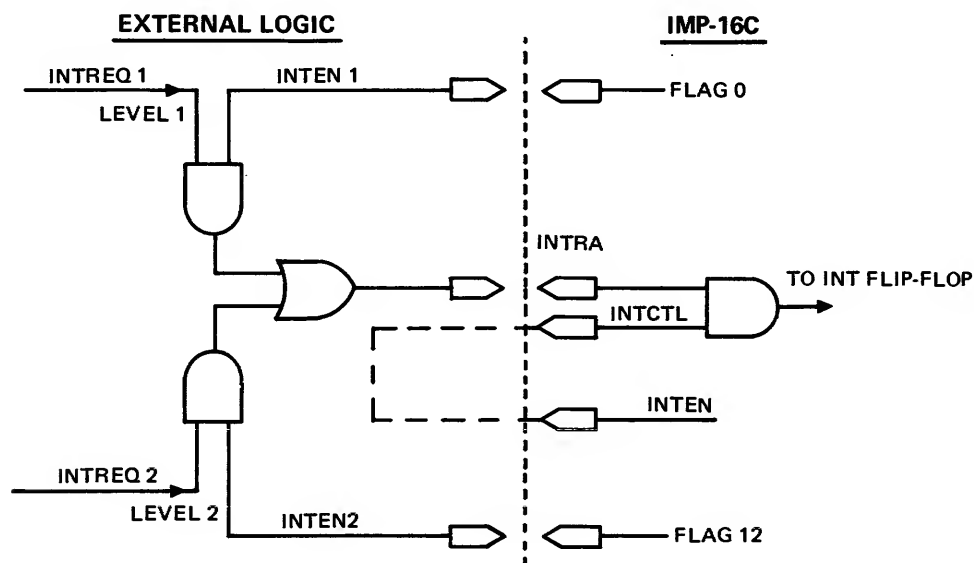 EXTERNAL LOGIC
IMP-16C
INTREQ 1
INTEN 1
FLAG 0
LEVEL 1
INTRA
TO INT FLIP-FLOP
INTCTL
INTEN
INTREQ 2
LEVEL 2
INTEN2
FLAG 12